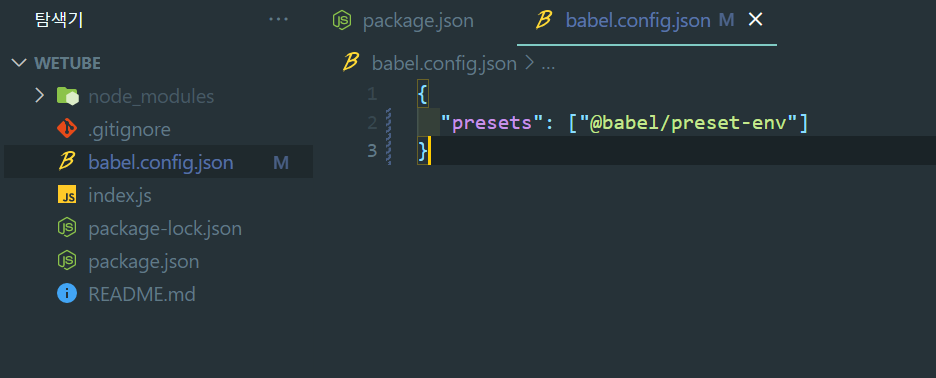 탐색기 ...
package.json
babel.config.json M
WETUBE
node_modules
.gitignore
babel.config.json M
index.js
package-lock.json
package.json
README.md
babel.config.json > ...
1 {
2 "presets": ["@babel/preset-env"]
3 }